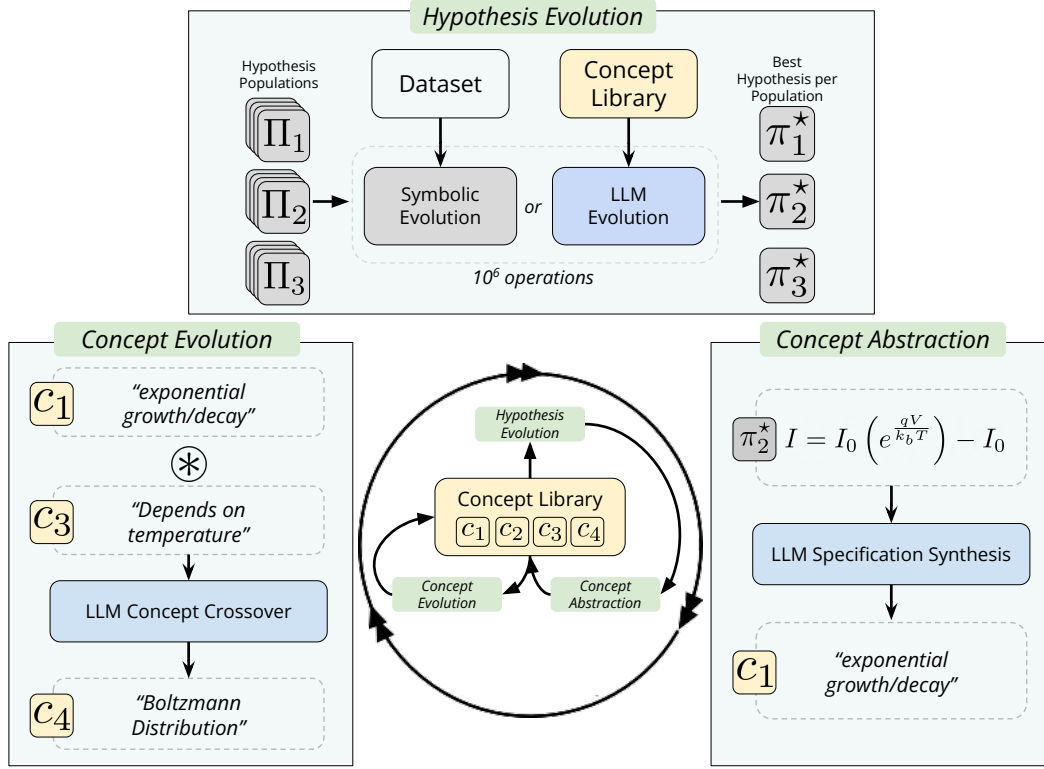 Hypothesis Evolution
Hypothesis
Populations
Π₁
Π₂
Π₃
Dataset
Concept
Library
Symbolic
Evolution
or
LLM
Evolution
10⁶ operations
Best
Hypothesis per
Population
π₁*
π₂*
π₃*
Concept Evolution
c₁
“exponential
growth/decay”
⊛
c₃
“Depends on
temperature”
LLM Concept Crossover
c₄
“Boltzmann
Distribution”
Hypothesis
Evolution
Concept Library
c₁ c₂ c₃ c₄
Concept
Evolution
Concept
Abstraction
Concept Abstraction
π₂* I = I₀ (e^{qV/(k_b T)}) − I₀
LLM Specification Synthesis
c₁
“exponential
growth/decay”